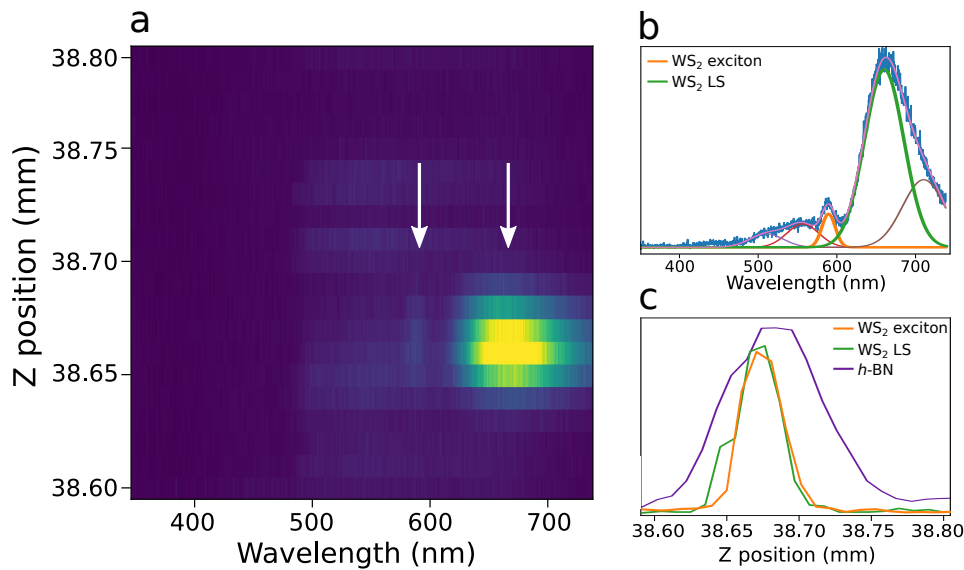 a
38.80
38.75
38.70
38.65
38.60
Z position (mm)
400
500
600
700
Wavelength (nm)
b
WS₂ exciton
WS₂ LS
400
500
600
700
Wavelength (nm)
c
WS₂ exciton
WS₂ LS
h-BN
38.60
38.65
38.70
38.75
38.80
Z position (mm)